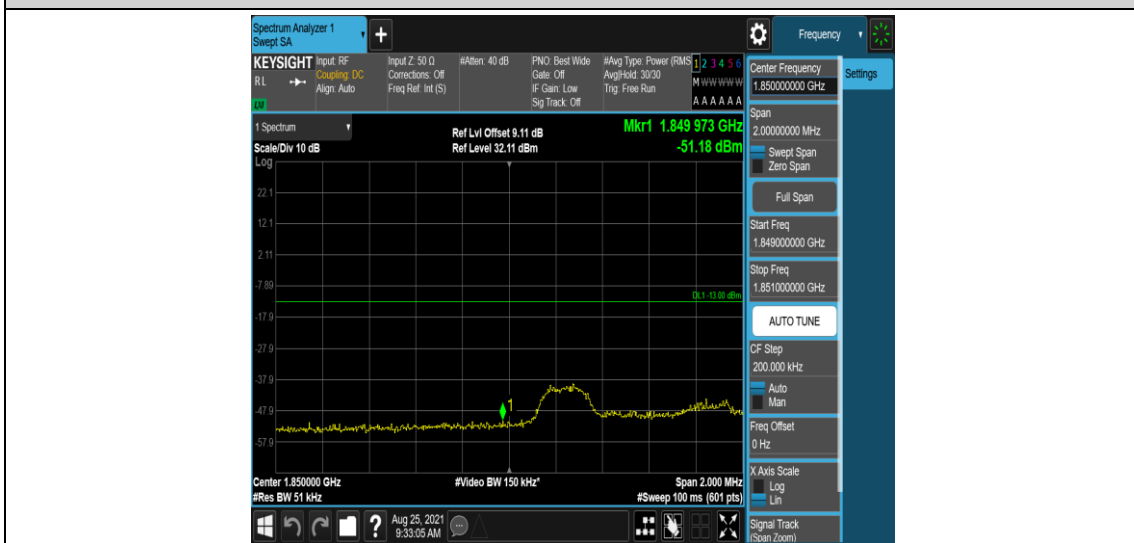 Spectrum Analyzer 1
Swept SA
+
Frequency
KEYSIGHT
RL
LXI
Input: RF
Coupling: DC
Align: Auto
Input Z: 50 Ω
Corrections: Off
Freq Ref: Int (S)
#Atten: 40 dB
PNO: Best Wide
Gate: Off
IF Gain: Low
Sig Track: Off
#Avg Type: Power (RMS
Avg|Hold: 30/30
Trig: Free Run
1 2 3 4 5 6
M W W W W W
A A A A A A
Center Frequency
1.850000000 GHz
Settings
1 Spectrum
Scale/Div 10 dB
Log
Ref Lvl Offset 9.11 dB
Ref Level 32.11 dBm
Mkr1 1.849 973 GHz
-51.18 dBm
22.1
12.1
2.11
-7.89
-17.9
-27.9
-37.9
-47.9
-57.9
DL1 -13.00 dBm
1
Center 1.850000 GHz
#Res BW 51 kHz
#Video BW 150 kHz*
Span 2.000 MHz
#Sweep 100 ms (601 pts)
Span
2.00000000 MHz
Swept Span
Zero Span
Full Span
Start Freq
1.849000000 GHz
Stop Freq
1.851000000 GHz
AUTO TUNE
CF Step
200.000 kHz
Auto
Man
Freq Offset
0 Hz
X Axis Scale
Log
Lin
Signal Track
(Span Zoom)
?
Aug 25, 2021
9:33:05 AM